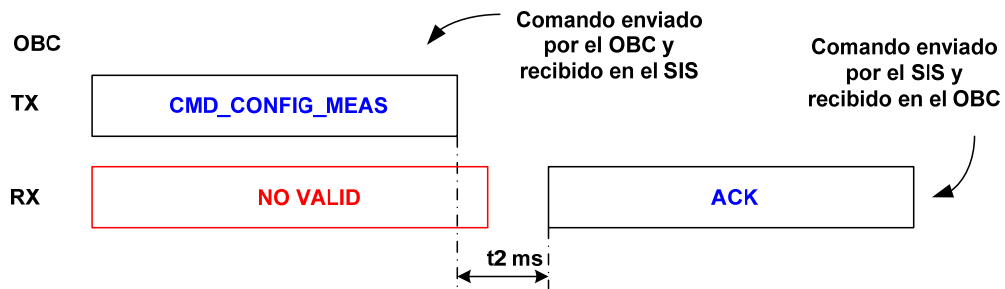 OBC
Comando enviado
por el OBC y
recibido en el SIS
Comando enviado
por el SIS y
recibido en el OBC
TX
CMD_CONFIG_MEAS
RX
NO VALID
ACK
t2 ms